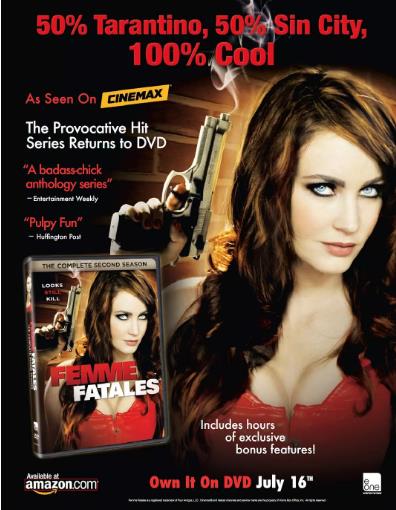 50% Tarantino, 50% Sin City,
100% Cool
As Seen On CINEMAX
The Provocative Hit
Series Returns to DVD
"A badass-chick
anthology series"
– Entertainment Weekly
"Pulpy Fun"
– Huffington Post
THE COMPLETE SECOND SEASON
LOOKS
STILL
KILL
FEMME
FATALES
Includes hours
of exclusive
bonus features!
Available at
amazon.com
Own It On DVD July 16TH
e one